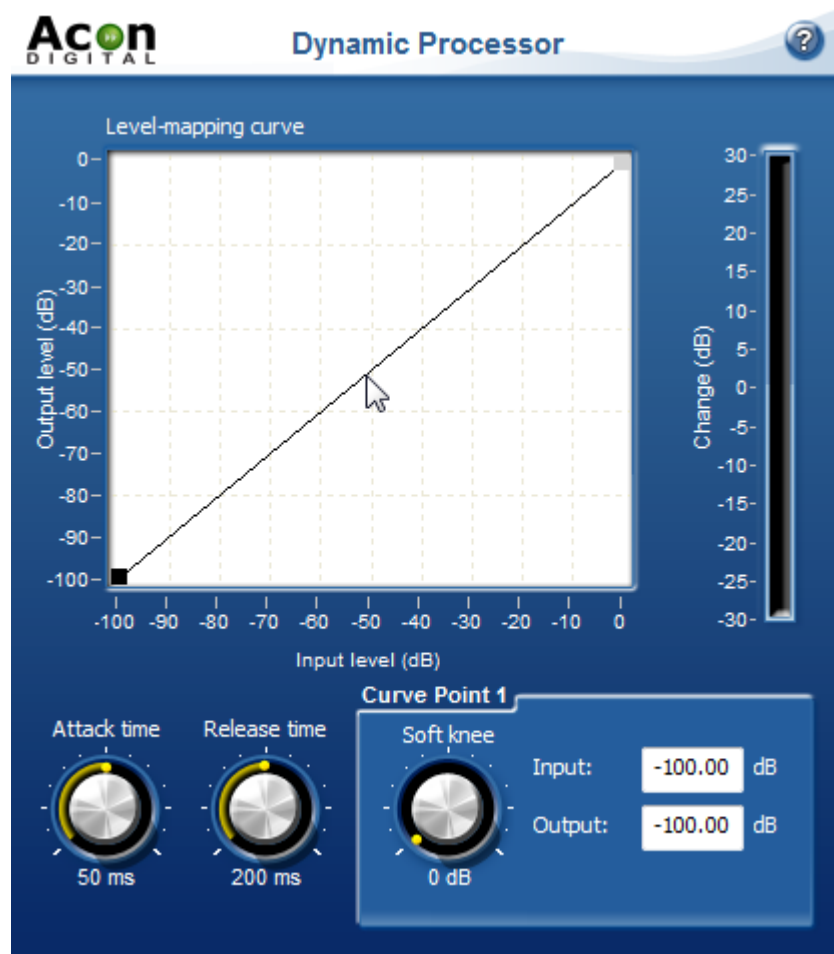 Acon
DIGITAL
Dynamic Processor
?
Level-mapping curve
0
-10
-20
-30
-40
-50
-60
-70
-80
-90
-100
Output level (dB)
-100 -90 -80 -70 -60 -50 -40 -30 -20 -10 0
Input level (dB)
30
25
20
15
10
5
0
-5
-10
-15
-20
-25
-30
Change (dB)
Attack time
50 ms
Release time
200 ms
Curve Point 1
Soft knee
0 dB
Input: -100.00 dB
Output: -100.00 dB